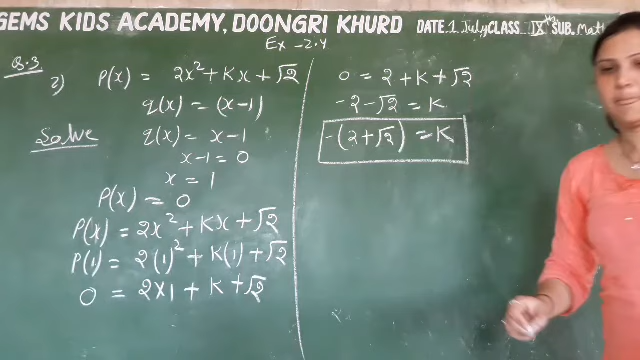 GEMS KIDS ACADEMY, DOONGRI KHURD DATE 1 July CLASS IXth SUB. Math
Ex - 2.4
Q.3
2) P(x) = 2x² + Kx + √2
q(x) = (x-1)
Solve q(x) = x-1
x-1 = 0
x = 1
P(x) = 0
P(x) = 2x² + Kx + √2
P(1) = 2(1)² + K(1) + √2
0 = 2×1 + K + √2
0 = 2 + K + √2
-2-√2 = K
-(2+√2) = K